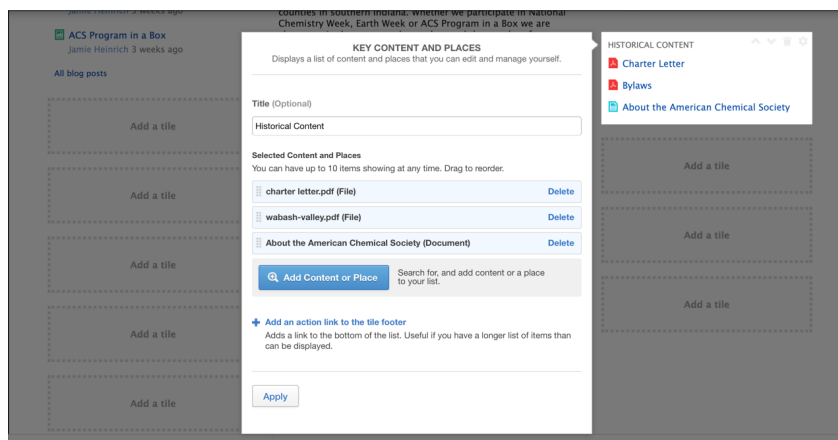 Jamie Heinrich 3 weeks ago
ACS Program in a Box
Jamie Heinrich 3 weeks ago
All blog posts
Add a tile
Add a tile
Add a tile
Add a tile
Add a tile
counties in southern Indiana. Whether we participate in National
Chemistry Week, Earth Week or ACS Program in a Box we are
KEY CONTENT AND PLACES
Displays a list of content and places that you can edit and manage yourself.
Title (Optional)
Historical Content
Selected Content and Places
You can have up to 10 items showing at any time. Drag to reorder.
charter letter.pdf (File) Delete
wabash-valley.pdf (File) Delete
About the American Chemical Society (Document) Delete
Add Content or Place
Search for, and add content or a place
to your list.
Add an action link to the tile footer
Adds a link to the bottom of the list. Useful if you have a longer list of items than
can be displayed.
Apply
HISTORICAL CONTENT
Charter Letter
Bylaws
About the American Chemical Society
Add a tile
Add a tile
Add a tile